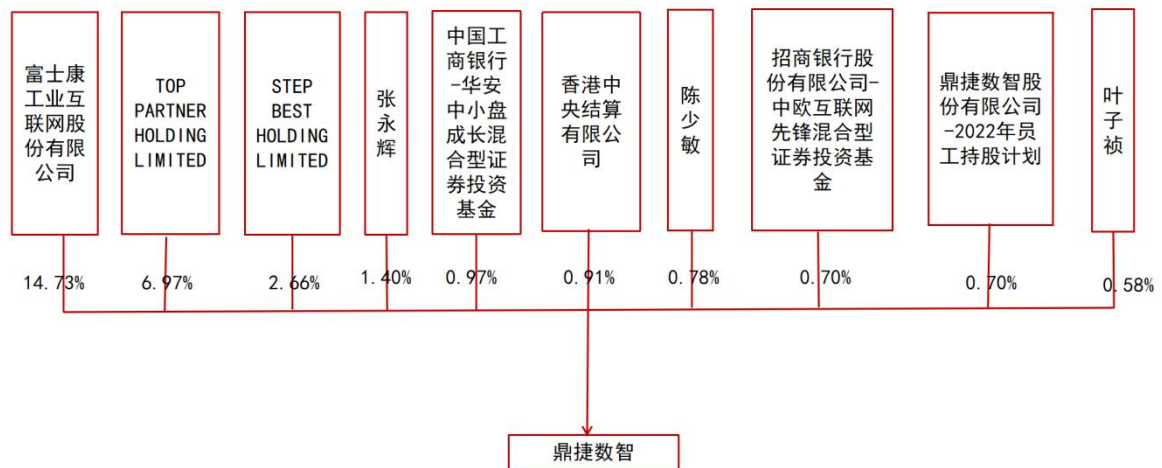 富士康
工业互
联网股
份有限
公司
TOP
PARTNER
HOLDING
LIMITED
STEP
BEST
HOLDING
LIMITED
张
永
辉
中国工
商银行
-华安
中小盘
成长混
合型证
券投资
基金
香港中
央结算
有限公
司
陈
少
敏
招商银行股
份有限公司-
中欧互联网
先锋混合型
证券投资基
金
鼎捷数智股
份有限公司
-2022年员
工持股计划
叶
子
祯
14.73%
6.97%
2.66%
1.40%
0.97%
0.91%
0.78%
0.70%
0.70%
0.58%
鼎捷数智